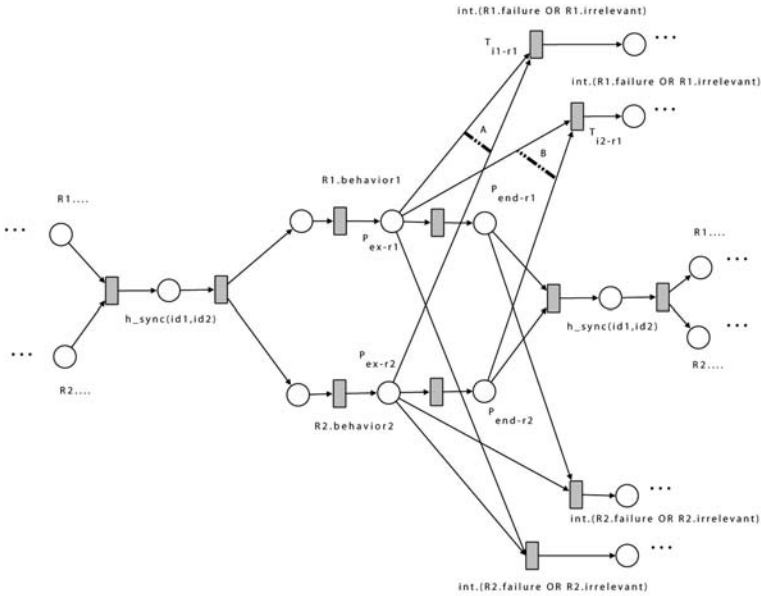 int.(R1.failure OR R1.irrelevant)
T i1-r1
...
int.(R1.failure OR R1.irrelevant)
...
A
T i2-r1
B
R1.behavior1
P end-r1
R1....
...
P ex-r1
R1....
...
h_sync(id1,id2)
h_sync(id1,id2)
...
...
P ex-r2
R2....
R2....
P end-r2
R2.behavior2
...
int.(R2.failure OR R2.irrelevant)
...
int.(R2.failure OR R2.irrelevant)